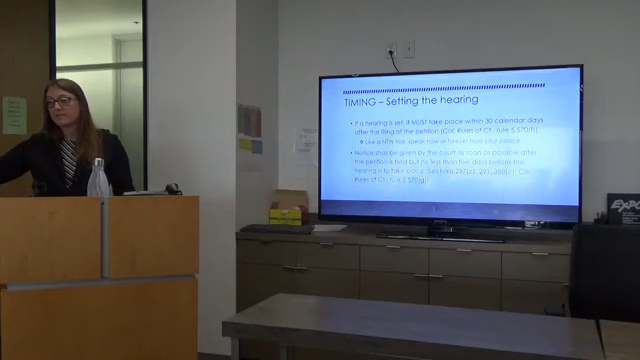 TIMING – Setting the hearing
If a hearing is set, it MUST take place within 30 calendar days
after the filing of the petition (Cal. Rules of Ct., rule 5.570(f))
Like a NTW trial: speak now or forever hold your peace
Notice shall be given by the court as soon as possible after
the petition is filed but no less than five days before the
hearing is to take place (Sections 297(c), 291, 388(c); Cal.
Rules of Ct., rule 5.570(g))
EXPO